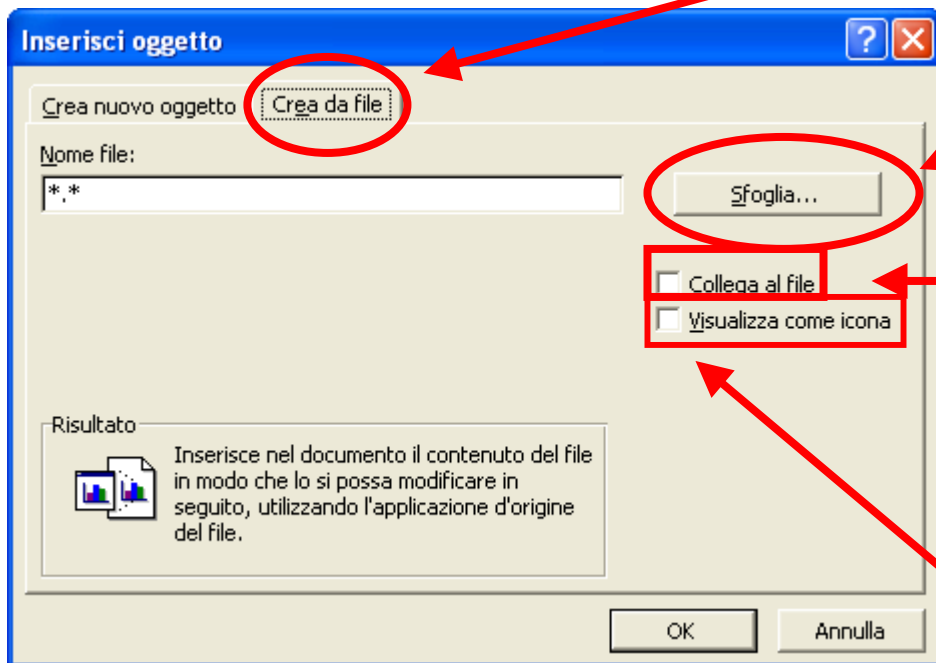 Inserisci oggetto
Crea nuovo oggetto
Crea da file
Nome file:
*.*
Sfoglia...
Collega al file
Visualizza come icona
Risultato
Inserisce nel documento il contenuto del file
in modo che lo si possa modificare in
seguito, utilizzando l'applicazione d'origine
del file.
OK
Annulla